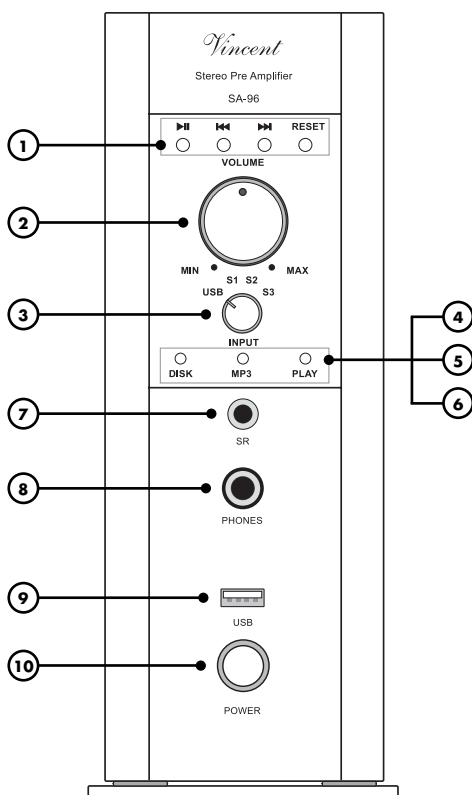 Vincent
Stereo Pre Amplifier
SA-96
RESET
1
VOLUME
2
MIN MAX
S1 S2
USB S3
3
INPUT
4
5
6
DISK MP3 PLAY
7
SR
8
PHONES
9
USB
10
POWER